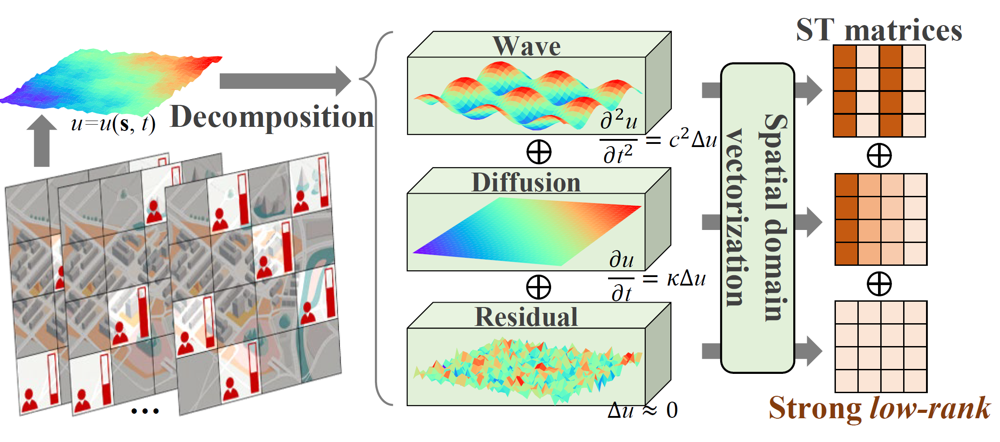 u=u(s, t)
Decomposition
...
Wave
∂²u/∂t² = c²Δu
⊕
Diffusion
∂u/∂t = κΔu
⊕
Residual
Δu ≈ 0
Spatial domain
vectorization
ST matrices
⊕
⊕
Strong low-rank